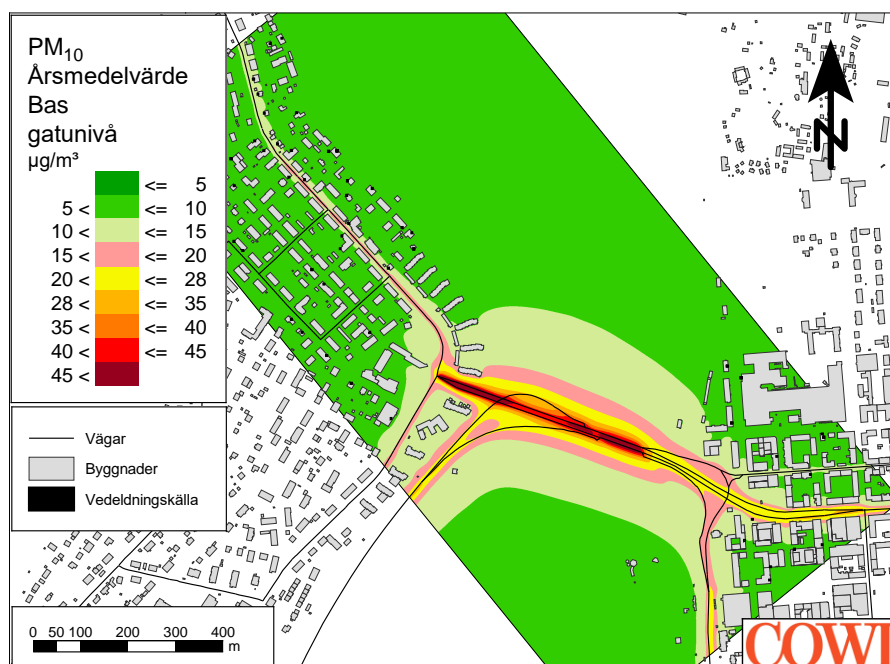 PM10
Årsmedelvärde
Bas
gatunivå
µg/m³
<= 5
5 < <= 10
10 < <= 15
15 < <= 20
20 < <= 28
28 < <= 35
35 < <= 40
40 < <= 45
45 <
Vägar
Byggnader
Vedeldningskälla
0 50 100 200 300 400
m
N
COWI